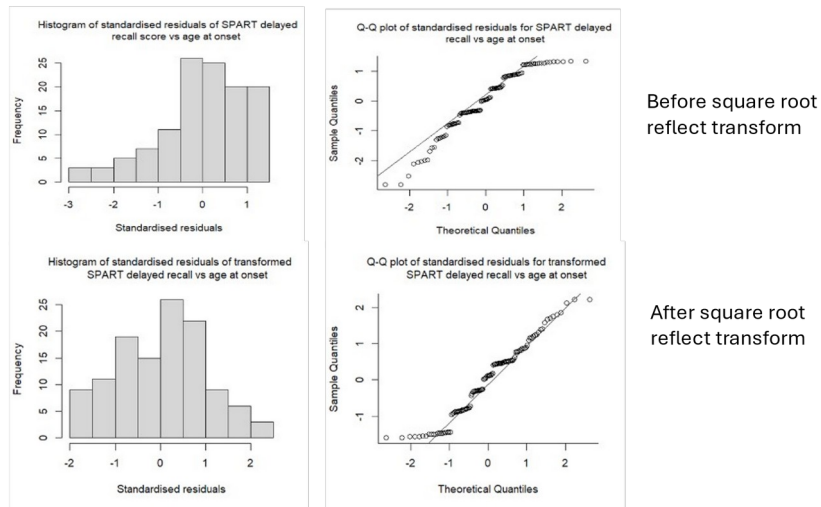 Histogram of standardised residuals of SPART delayed
recall score vs age at onset
Frequency
0
5
10
15
20
25
-3
-2
-1
0
1
Standardised residuals
Q-Q plot of standardised residuals for SPART delayed
recall vs age at onset
Sample Quantiles
1
0
-1
-2
-2
-1
0
1
2
Theoretical Quantiles
Before square root
reflect transform
Histogram of standardised residuals of transformed
SPART delayed recall vs age at onset
Frequency
0
5
10
15
20
25
-2
-1
0
1
2
Standardised residuals
Q-Q plot of standardised residuals for transformed
SPART delayed recall vs age at onset
Sample Quantiles
2
1
0
-1
-2
-1
0
1
2
Theoretical Quantiles
After square root
reflect transform